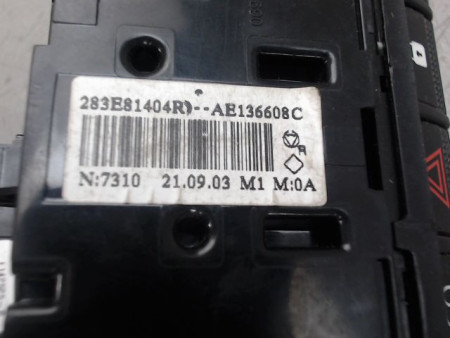 283E81404R)--AE136608C
R
N:7310 21.09.03 M1 M:0A